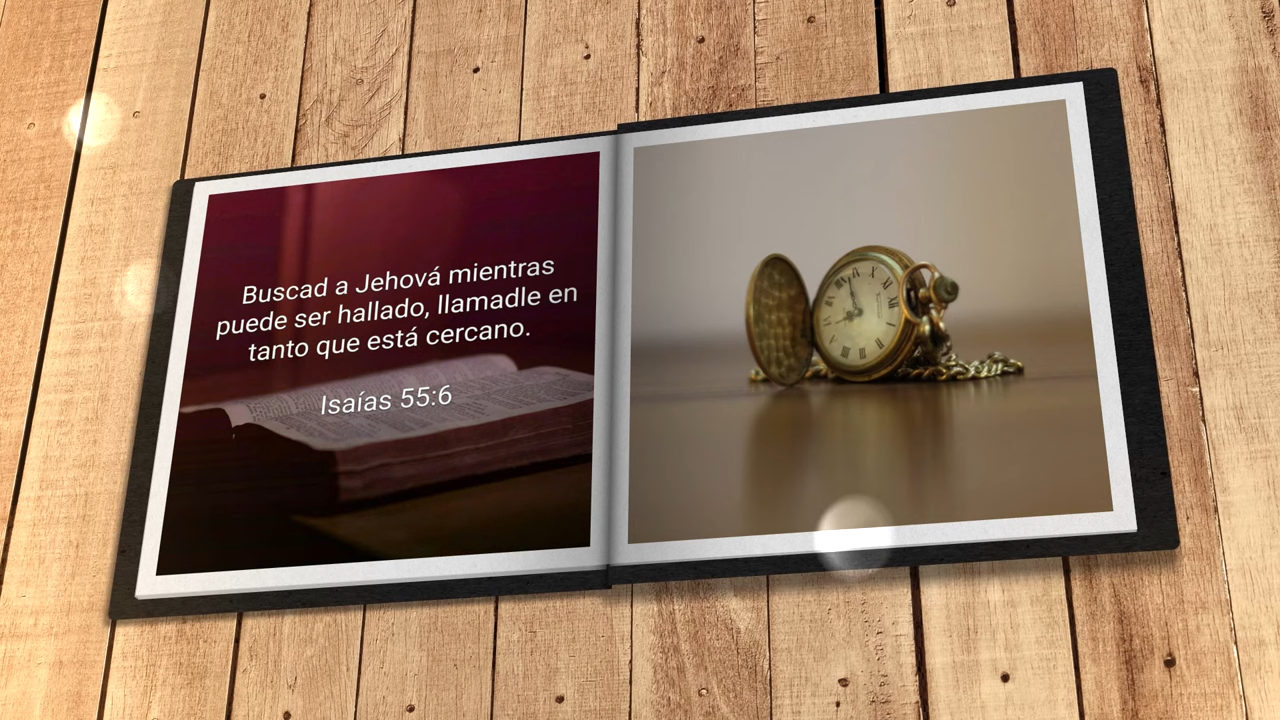 Buscad a Jehová mientras
puede ser hallado, llamadle en
tanto que está cercano.
Isaías 55:6